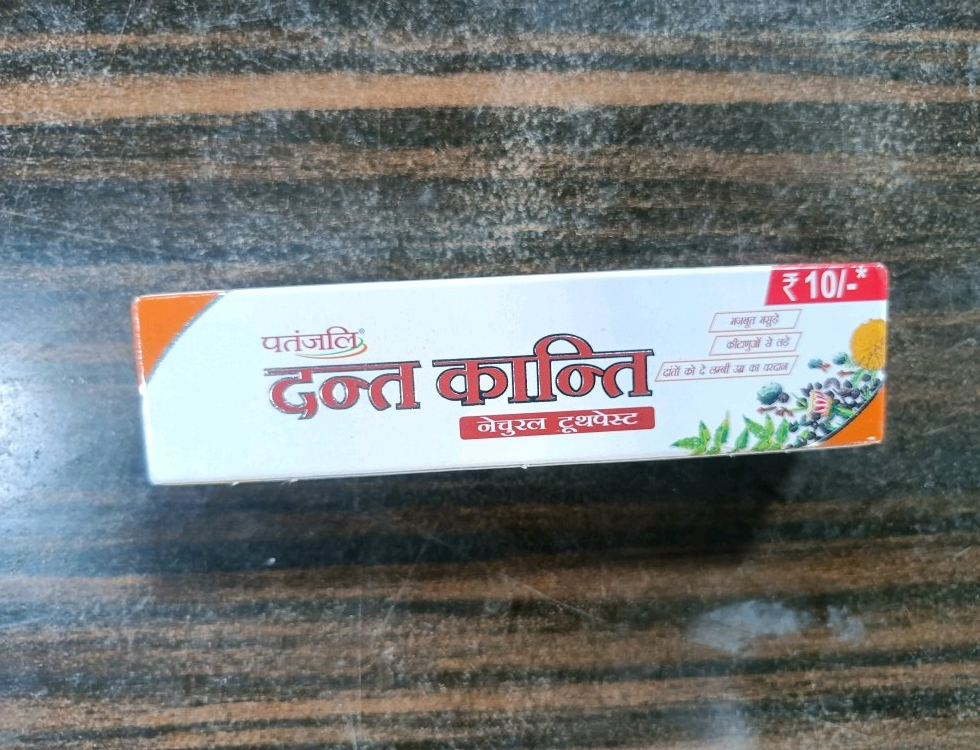 ₹ 10/-*
पतंजलि®
दन्त कान्ति
नेचुरल टूथपेस्ट
मजबूत मसूड़े
कीटाणुओं से लड़े
दांतों को दे लम्बी उम्र का वरदान